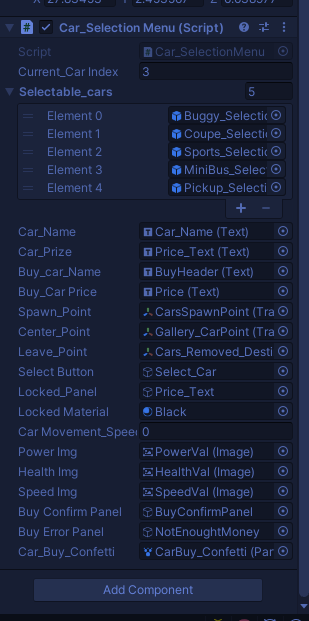 Car_Selection Menu (Script)
Script Car_SelectionMenu
Current_Car Index 3
Selectable_cars 5
Element 0 Buggy_Selectio
Element 1 Coupe_Selectio
Element 2 Sports_Selectio
Element 3 MiniBus_Selec
Element 4 Pickup_Selecti
+ −
Car_Name Car_Name (Text)
Car_Prize Price_Text (Text)
Buy_car_Name BuyHeader (Text)
Buy_Car Price Price (Text)
Spawn_Point CarsSpawnPoint (Tra
Center_Point Gallery_CarPoint (Tra
Leave_Point Cars_Removed_Desti
Select Button Select_Car
Locked_Panel Price_Text
Locked Material Black
Car Movement_Speed 0
Power Img PowerVal (Image)
Health Img HealthVal (Image)
Speed Img SpeedVal (Image)
Buy Confirm Panel BuyConfirmPanel
Buy Error Panel NotEnoughtMoney
Car_Buy_Confetti CarBuy_Confetti (Par
Add Component